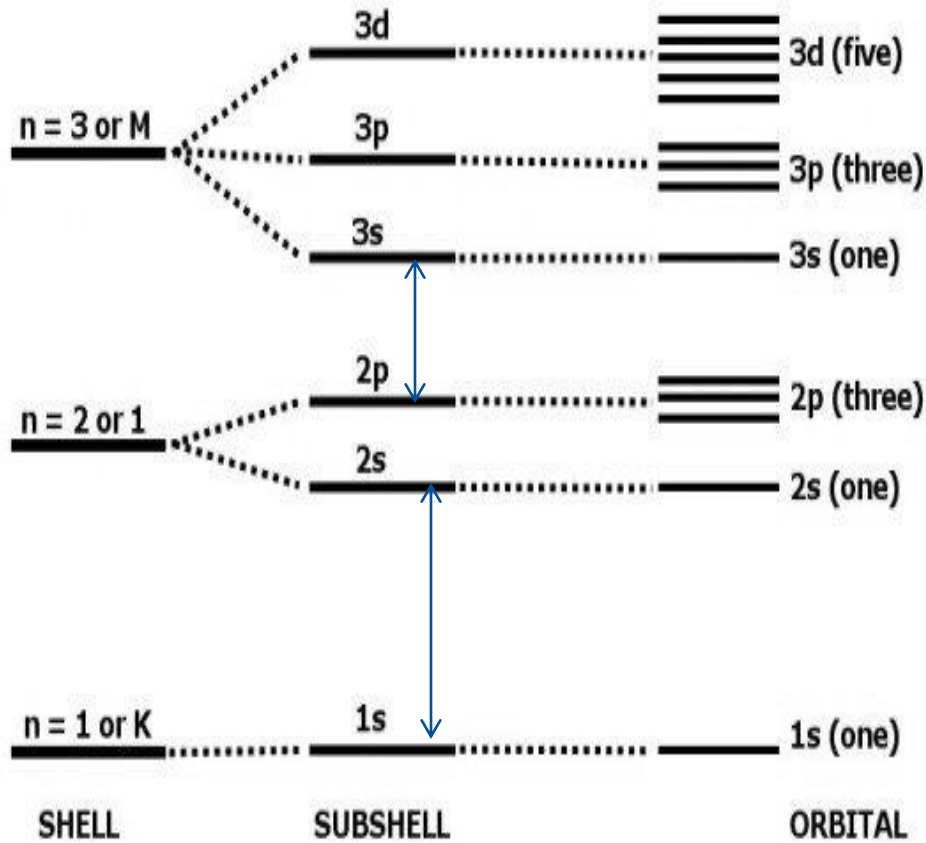 3d
3d (five)
n = 3 or M
3p
3p (three)
3s
3s (one)
2p
2p (three)
n = 2 or 1
2s
2s (one)
n = 1 or K
1s
1s (one)
SHELL
SUBSHELL
ORBITAL